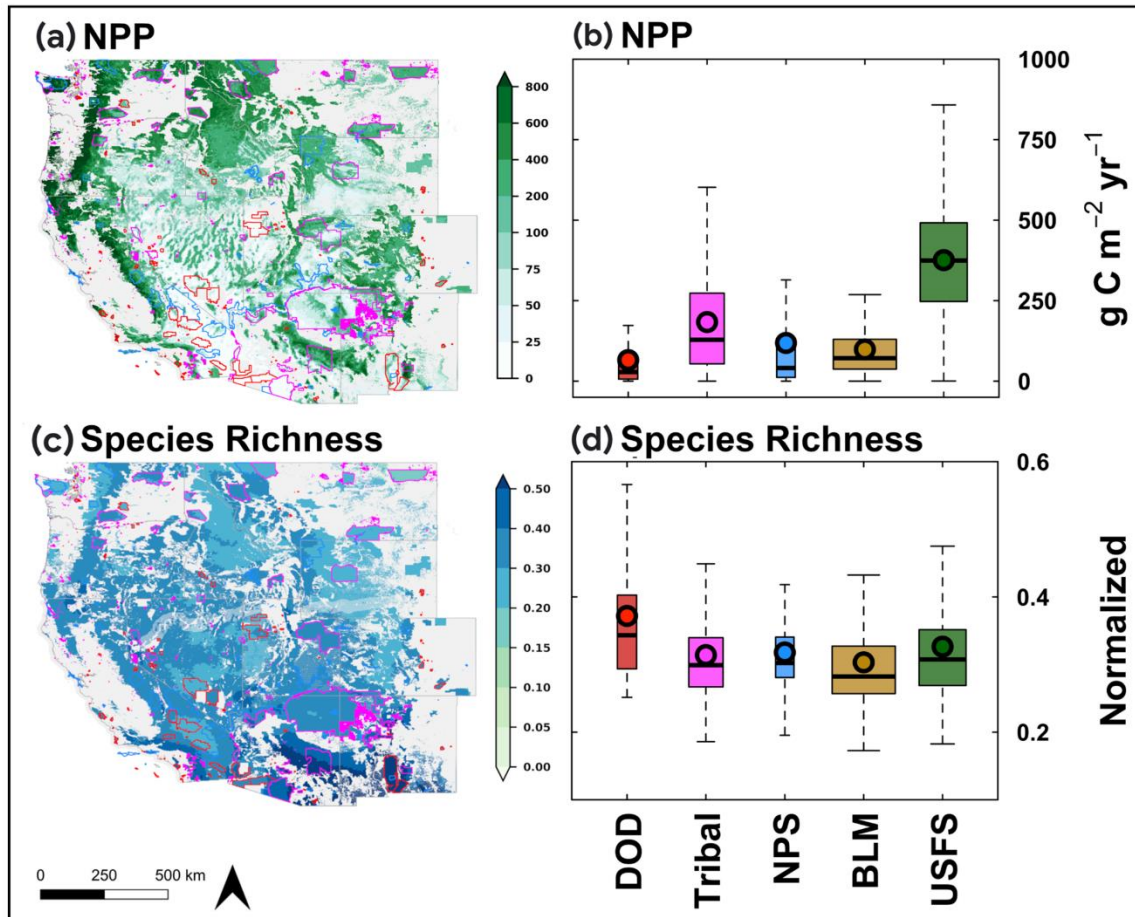 (a) NPP
800
600
400
200
100
75
50
25
0
(b) NPP
1000
750
500
250
0
g C m⁻² yr⁻¹
(c) Species Richness
0.50
0.40
0.30
0.20
0.15
0.10
0.05
0.00
(d) Species Richness
0.6
0.4
0.2
Normalized
DOD
Tribal
NPS
BLM
USFS
0 250 500 km